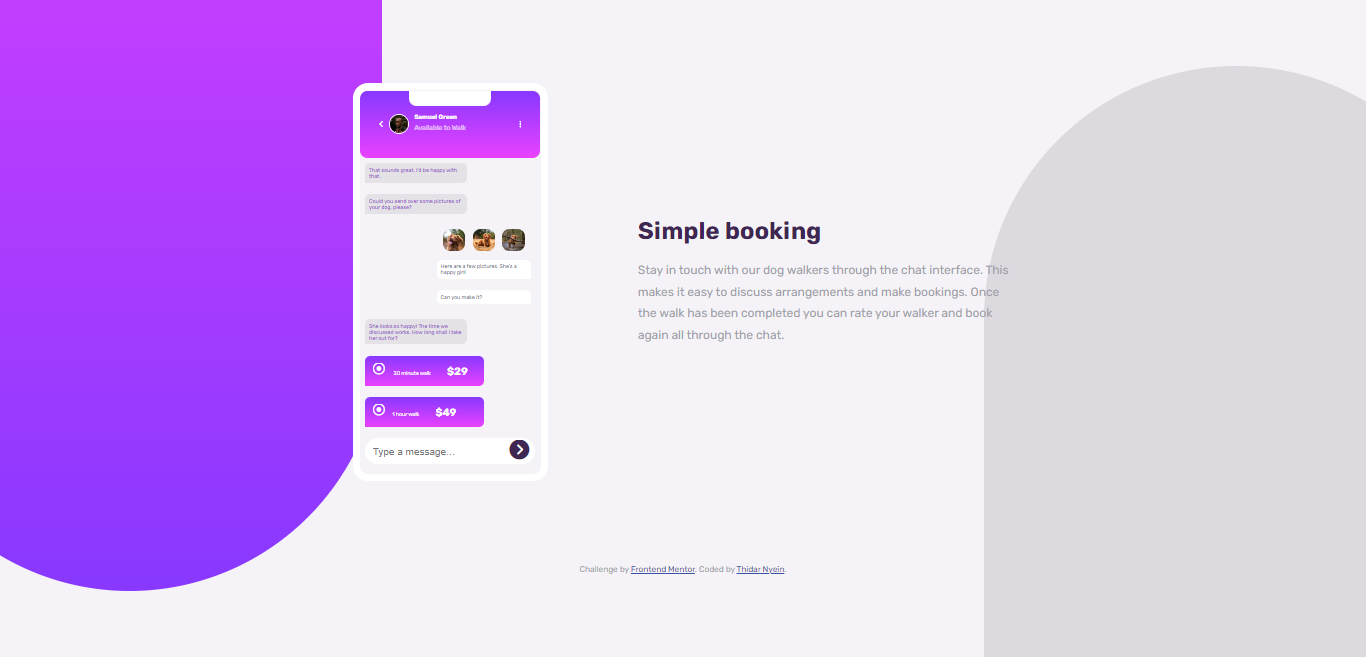 Samuel Green
Available to Walk
That sounds great. I'd be happy with
that.
Could you send over some pictures of
your dog, please?
Here are a few pictures. She's a
happy girl!
Can you make it?
She looks so happy! The time we
discussed works. How long shall I take
her out for?
30 minute walk $29
1 hour walk $49
Type a message…
Simple booking
Stay in touch with our dog walkers through the chat interface. This
makes it easy to discuss arrangements and make bookings. Once
the walk has been completed you can rate your walker and book
again all through the chat.
Challenge by Frontend Mentor. Coded by Thidar Nyein.